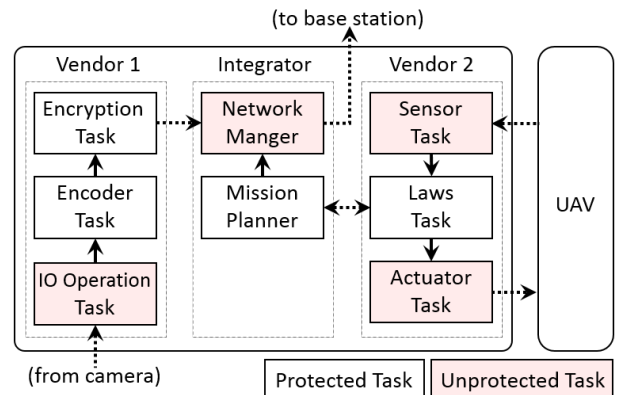 (to base station)
Vendor 1
Encryption
Task
Encoder
Task
IO Operation
Task
(from camera)
Integrator
Network
Manger
Mission
Planner
Vendor 2
Sensor
Task
Laws
Task
Actuator
Task
UAV
Protected Task
Unprotected Task